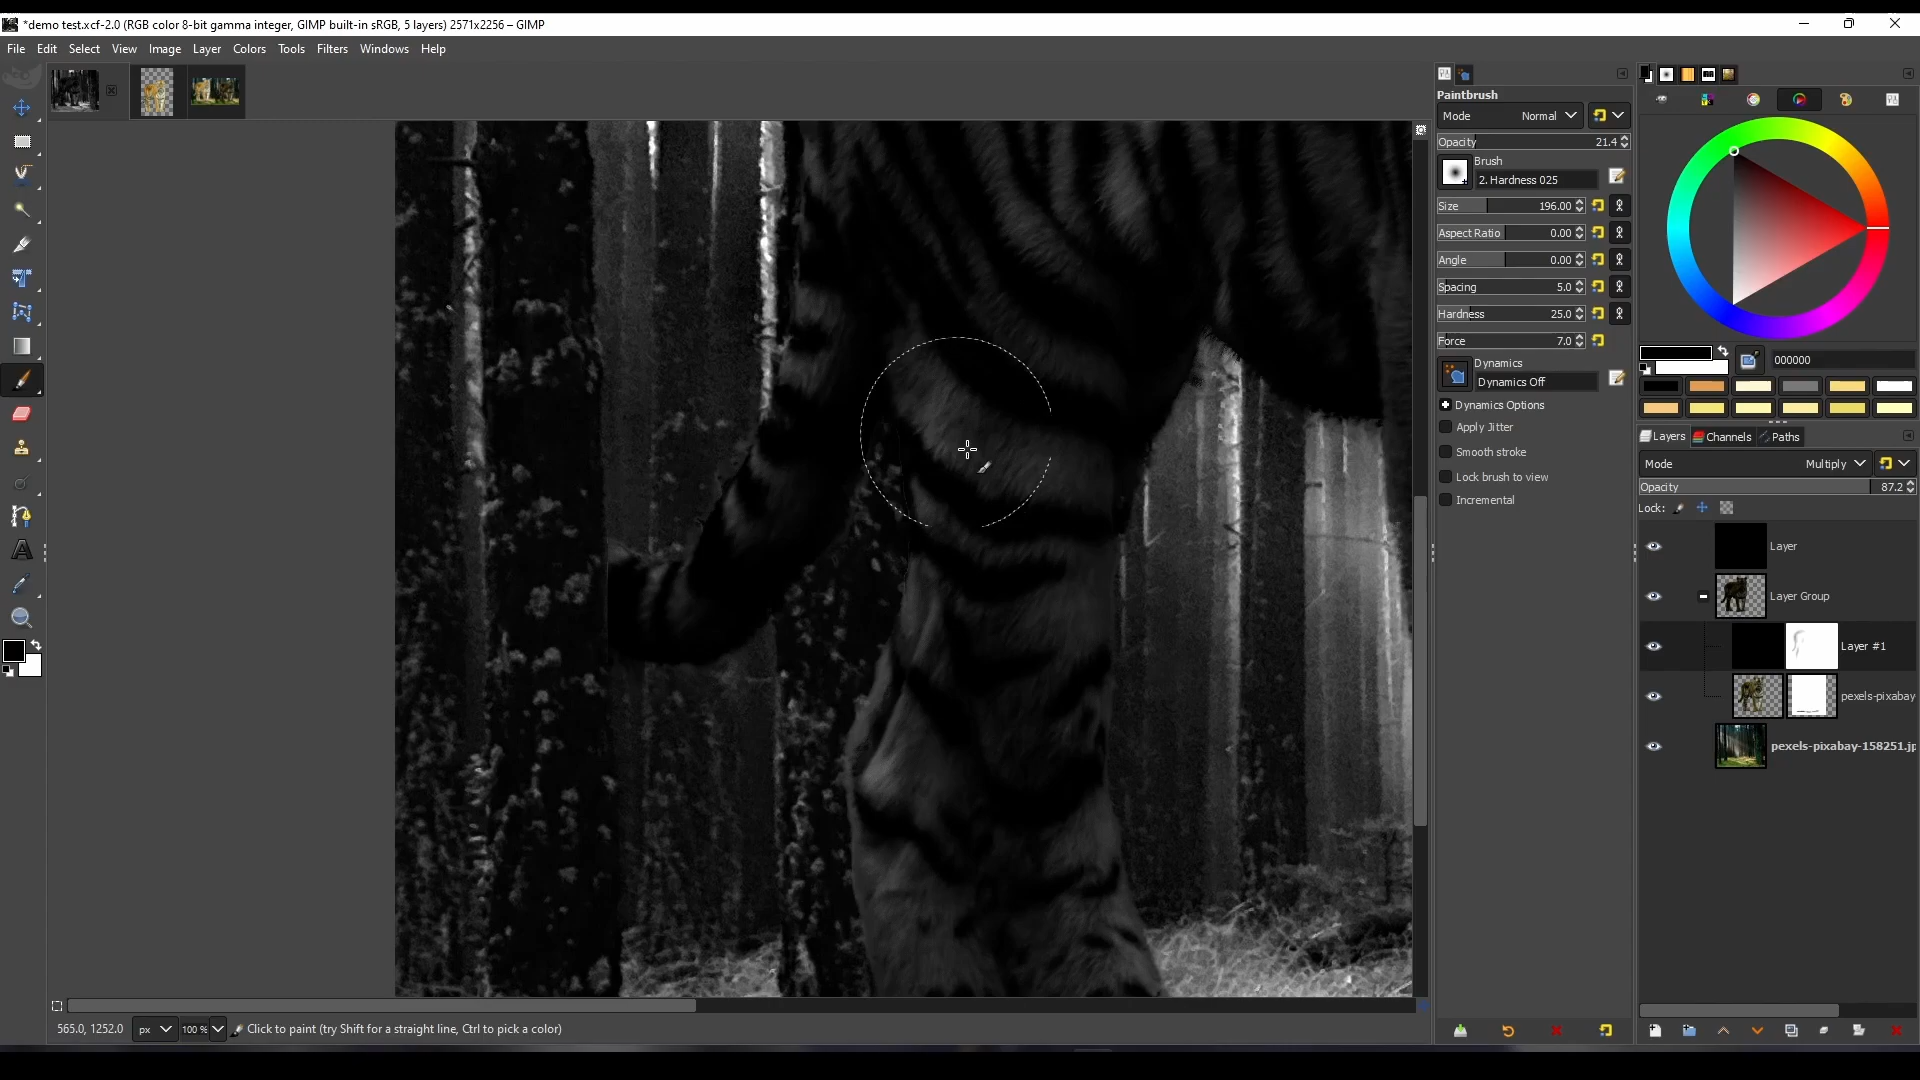 *demo test.xcf-2.0 (RGB color 8-bit gamma integer, GIMP built-in sRGB, 5 layers) 2571x2256 – GIMP
File Edit Select View Image Layer Colors Tools Filters Windows Help
Paintbrush
Mode Normal
Opacity 21.4
Brush
2. Hardness 025
Size 196.00
Aspect Ratio 0.00
Angle 0.00
Spacing 5.0
Hardness 25.0
Force 7.0
Dynamics
Dynamics Off
Dynamics Options
Apply Jitter
Smooth stroke
Lock brush to view
Incremental
000000
Layers Channels Paths
Mode Multiply
Opacity 87.2
Lock:
Layer
Layer Group
Layer #1
pexels-pixabay
pexels-pixabay-158251.jp
565.0, 1252.0 px 100 % Click to paint (try Shift for a straight line, Ctrl to pick a color)